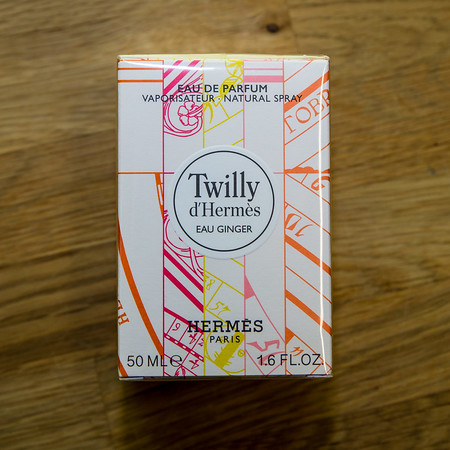 EAU DE PARFUM
VAPORISATEUR · NATURAL SPRAY
Twilly
d'Hermès
EAU GINGER
HERMÈS
PARIS
50 ML℮ 1.6 FL.OZ.